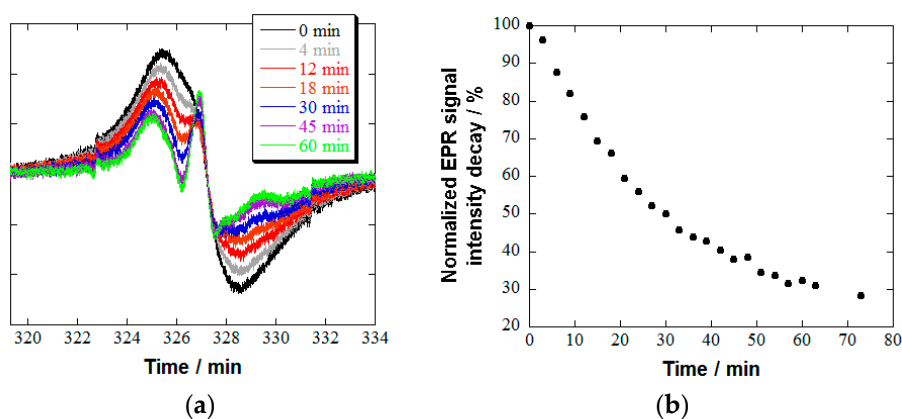 0 min
4 min
12 min
18 min
30 min
45 min
60 min
320 322 324 326 328 330 332 334
Time / min
(a)
Normalized EPR signal
intensity decay / %
100
90
80
70
60
50
40
30
20
0 10 20 30 40 50 60 70 80
Time / min
(b)